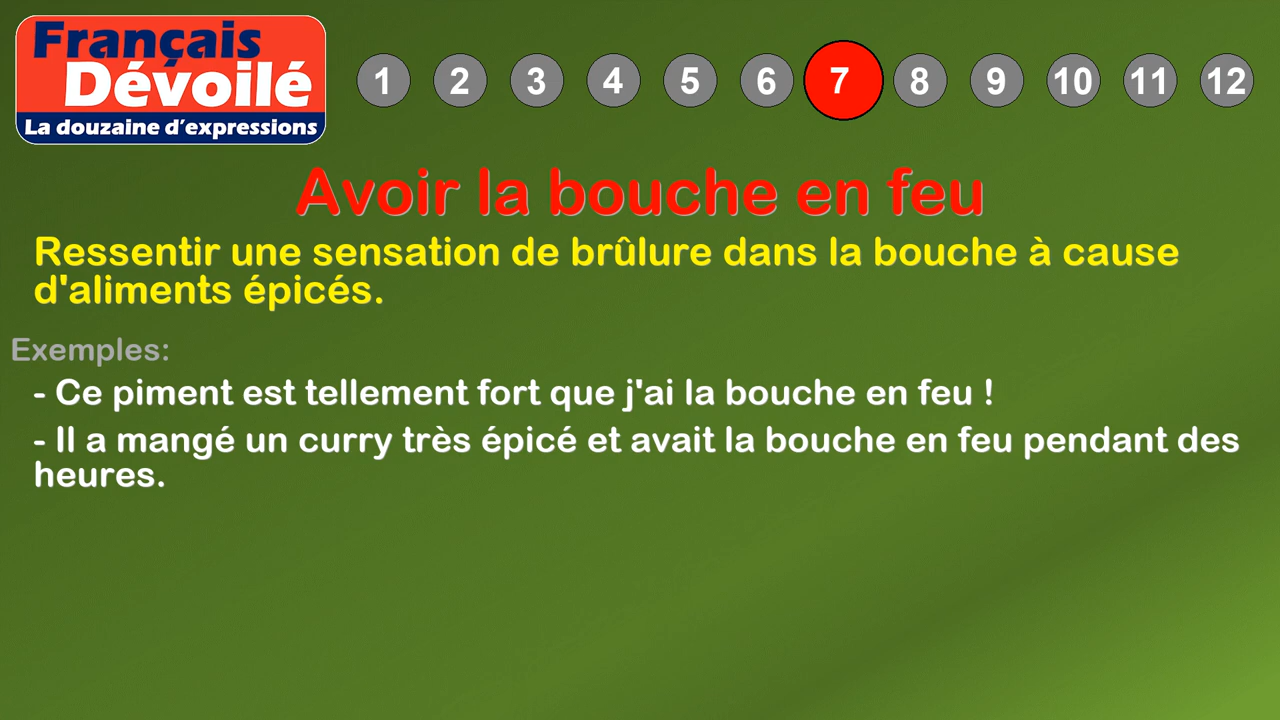 Français
Dévoilé
La douzaine d'expressions
1 2 3 4 5 6 7 8 9 10 11 12
Avoir la bouche en feu
Ressentir une sensation de brûlure dans la bouche à cause
d'aliments épicés.
Exemples:
- Ce piment est tellement fort que j'ai la bouche en feu !
- Il a mangé un curry très épicé et avait la bouche en feu pendant des
heures.